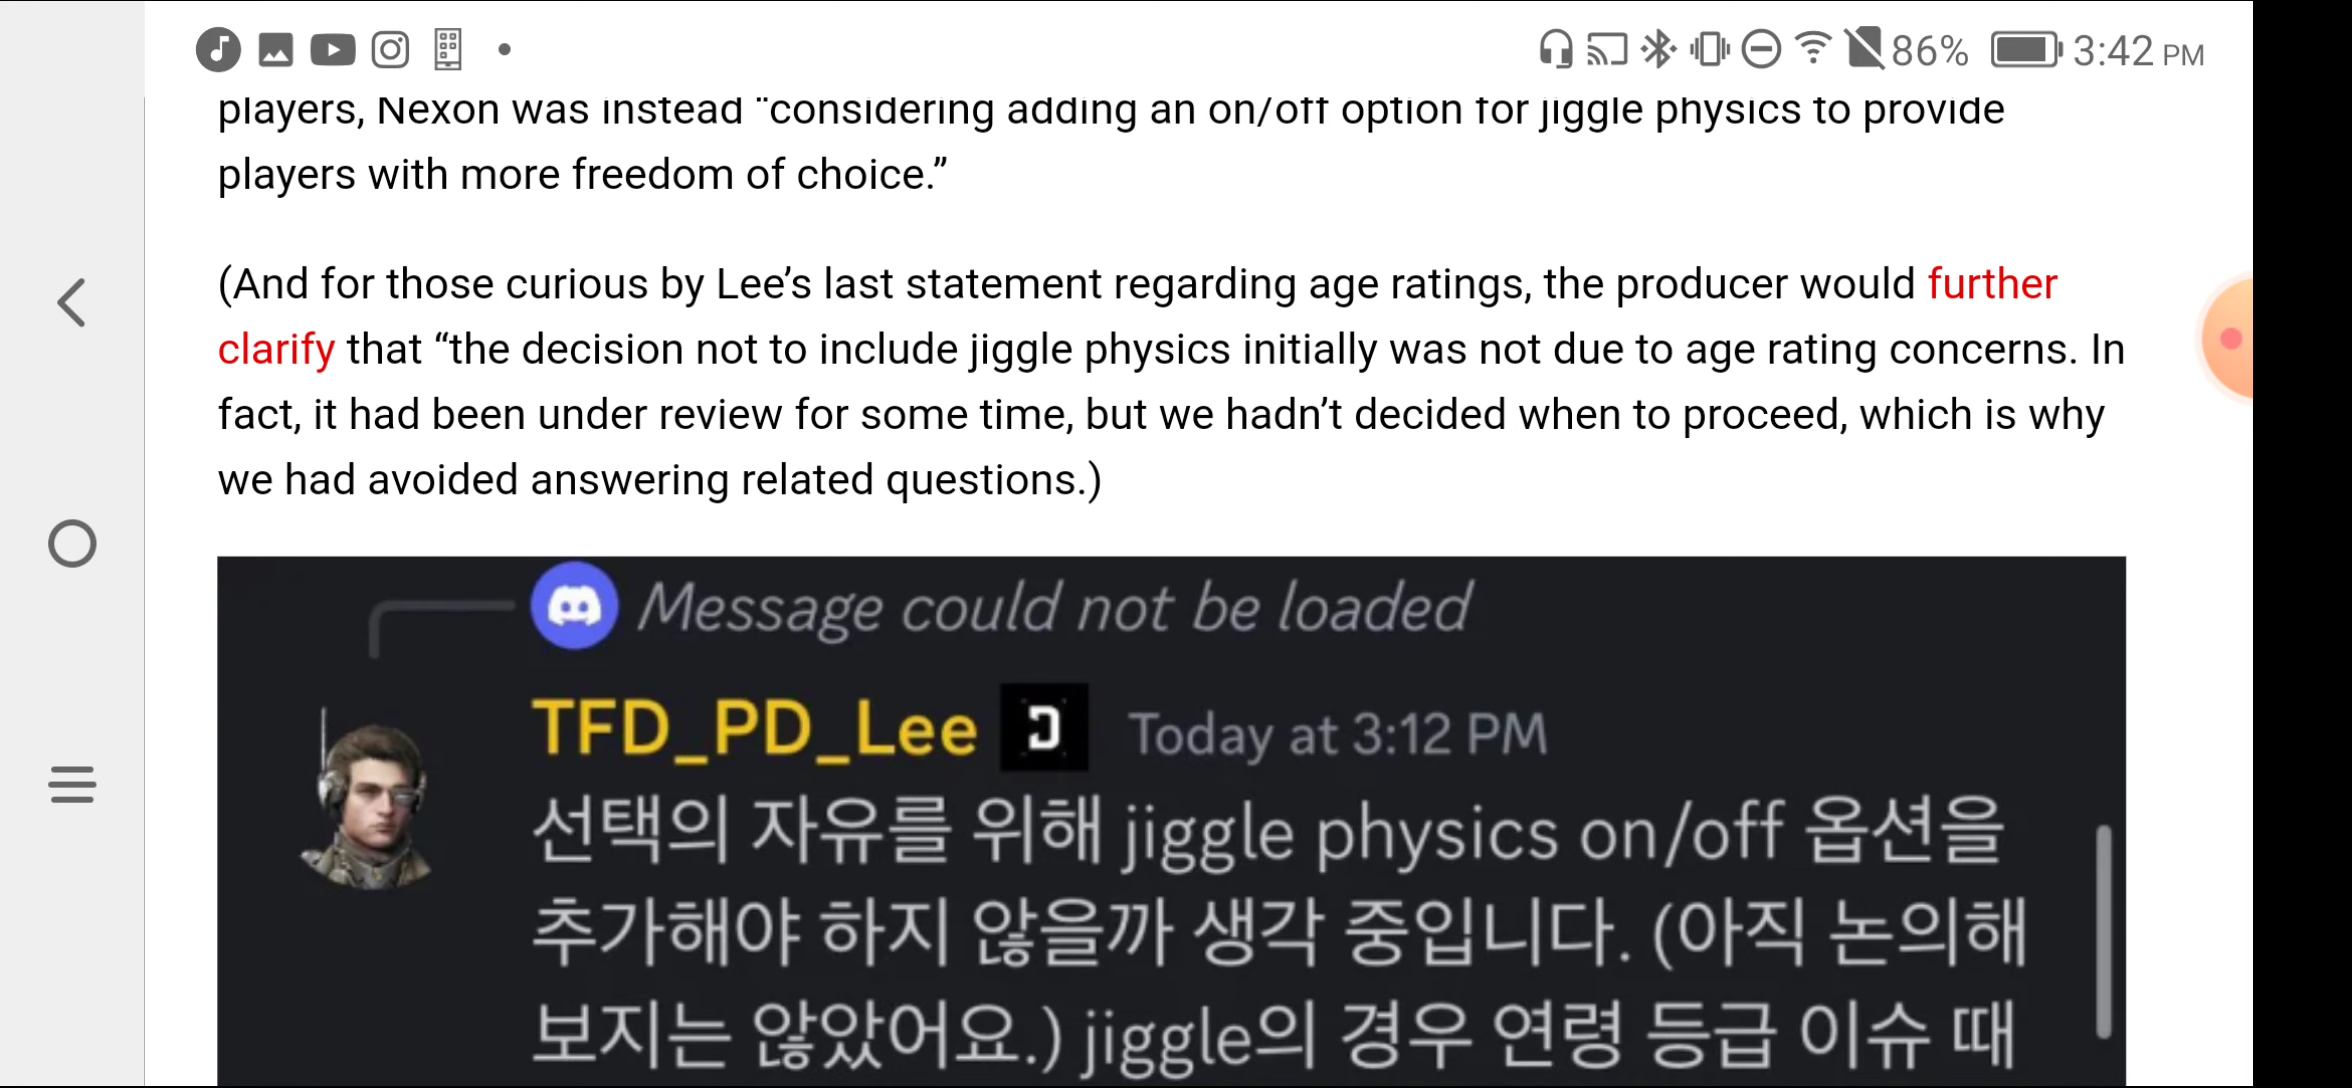 86% 3:42 PM
players, Nexon was instead “considering adding an on/off option for jiggle physics to provide
players with more freedom of choice.”
(And for those curious by Lee’s last statement regarding age ratings, the producer would further
clarify that “the decision not to include jiggle physics initially was not due to age rating concerns. In
fact, it had been under review for some time, but we hadn’t decided when to proceed, which is why
we had avoided answering related questions.)
Message could not be loaded
TFD_PD_Lee Today at 3:12 PM
선택의 자유를 위해 jiggle physics on/off 옵션을
추가해야 하지 않을까 생각 중입니다. (아직 논의해
보지는 않았어요.) jiggle의 경우 연령 등급 이슈 때